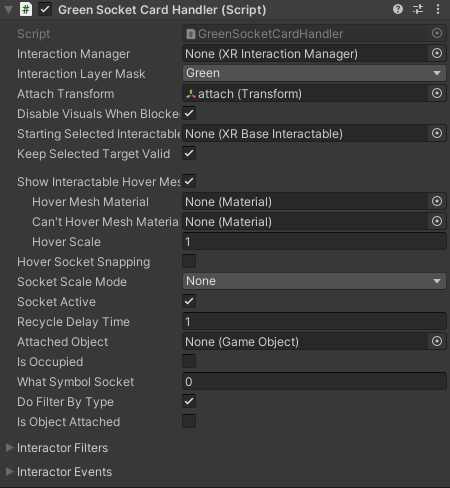 Green Socket Card Handler (Script)
Script GreenSocketCardHandler
Interaction Manager None (XR Interaction Manager)
Interaction Layer Mask Green
Attach Transform attach (Transform)
Disable Visuals When Blocke
Starting Selected Interactable None (XR Base Interactable)
Keep Selected Target Valid
Show Interactable Hover Mes
Hover Mesh Material None (Material)
Can't Hover Mesh Materia None (Material)
Hover Scale 1
Hover Socket Snapping
Socket Scale Mode None
Socket Active
Recycle Delay Time 1
Attached Object None (Game Object)
Is Occupied
What Symbol Socket 0
Do Filter By Type
Is Object Attached
Interactor Filters
Interactor Events